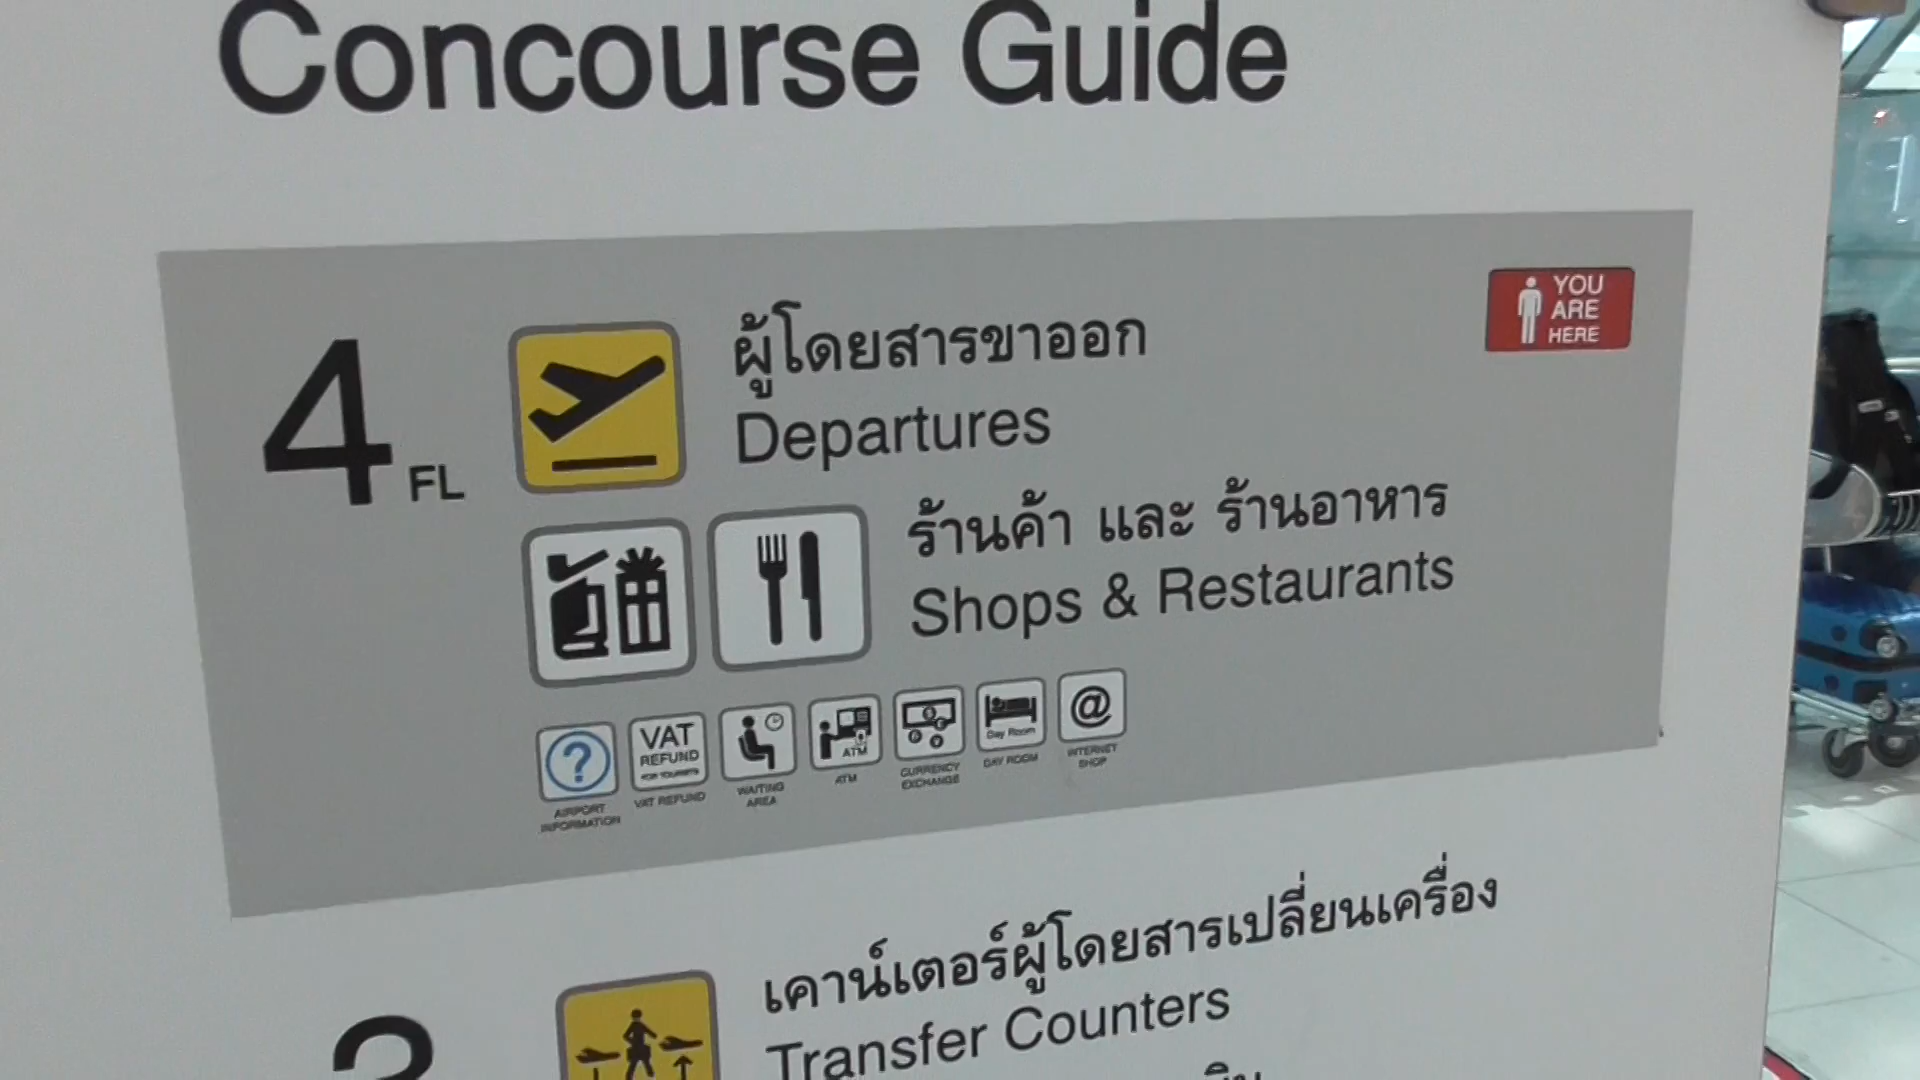 Concourse Guide
4 FL
ผู้โดยสารขาออก
Departures
YOU
ARE
HERE
ร้านค้า และ ร้านอาหาร
Shops & Restaurants
?
VAT
REFUND
FOR TOURISTS
ATM
Day Room
@
AIRPORT
INFORMATION
VAT REFUND
WAITING
AREA
ATM
CURRENCY
EXCHANGE
DAY ROOM
INTERNET
SHOP
3
เคาน์เตอร์ผู้โดยสารเปลี่ยนเครื่อง
Transfer Counters